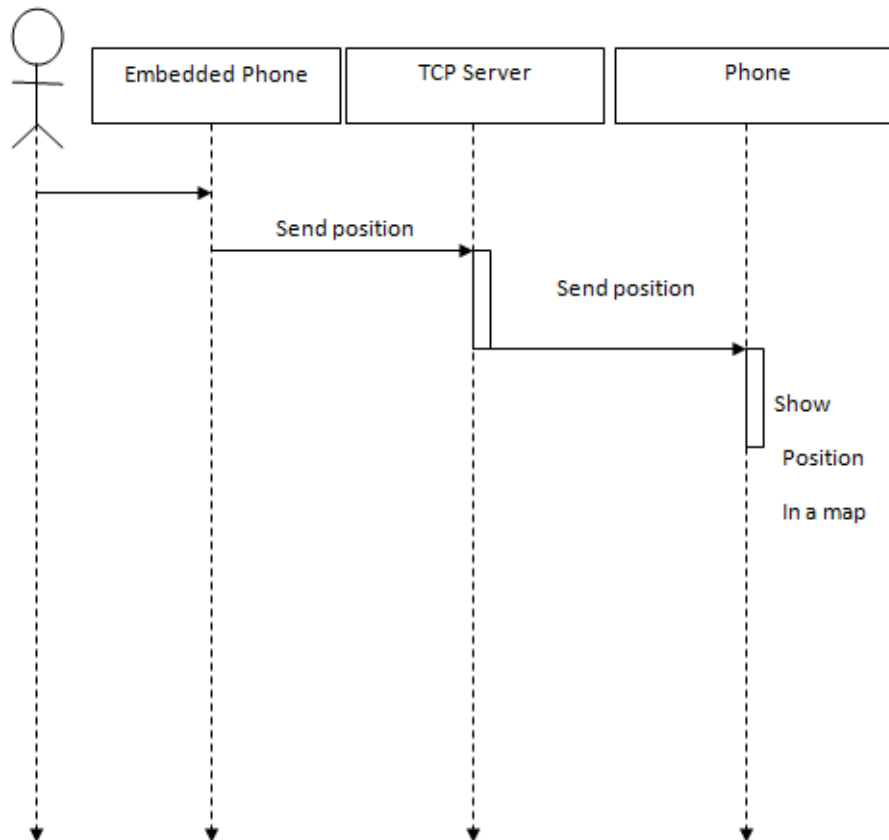 Embedded Phone
TCP Server
Phone
Send position
Send position
Show
Position
In a map